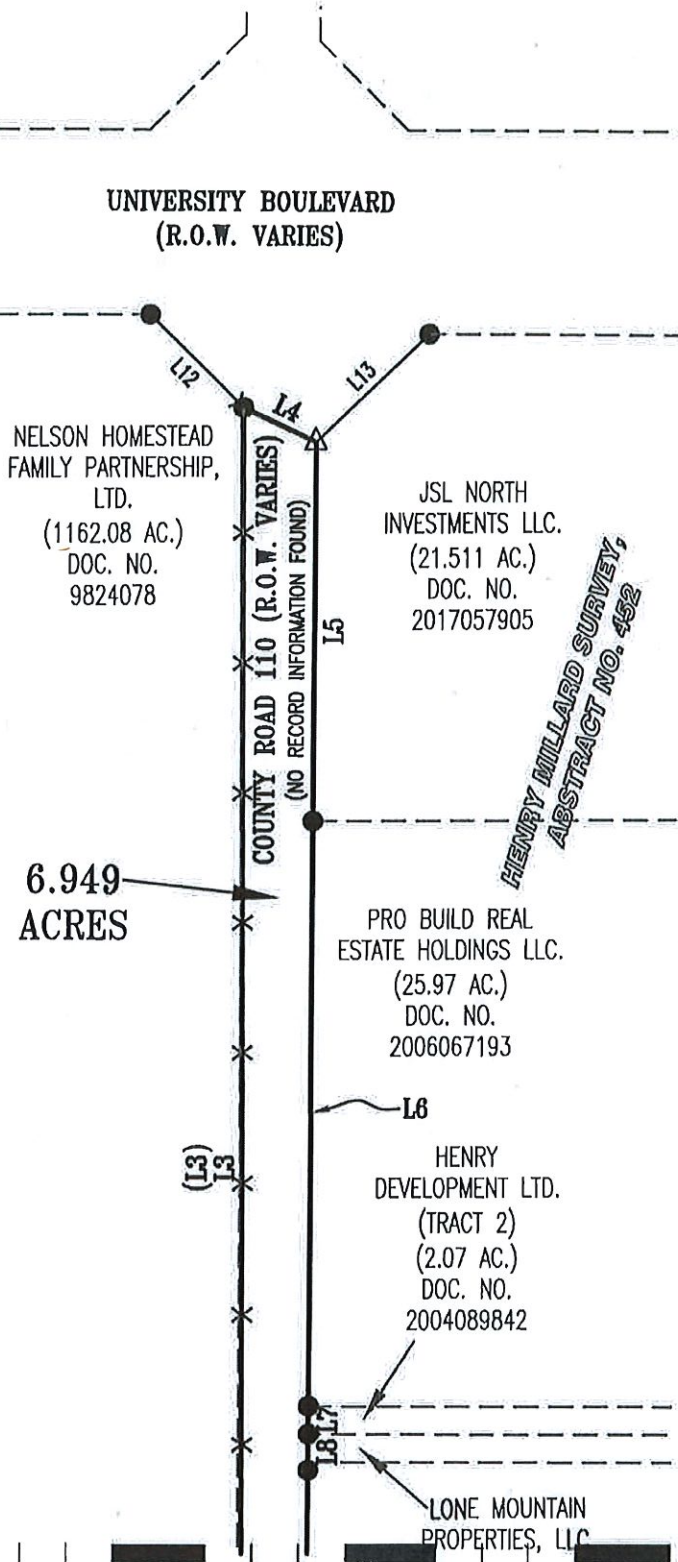 UNIVERSITY BOULEVARD
(R.O.W. VARIES)
L12
L4
L13
NELSON HOMESTEAD
FAMILY PARTNERSHIP,
LTD.
(1162.08 AC.)
DOC. NO.
9824078
COUNTY ROAD 110 (R.O.W. VARIES)
(NO RECORD INFORMATION FOUND)
L5
JSL NORTH
INVESTMENTS LLC.
(21.511 AC.)
DOC. NO.
2017057905
HENRY MILLARD SURVEY,
ABSTRACT NO. 452
6.949
ACRES
PRO BUILD REAL
ESTATE HOLDINGS LLC.
(25.97 AC.)
DOC. NO.
2006067193
L6
(L3)
L3
HENRY
DEVELOPMENT LTD.
(TRACT 2)
(2.07 AC.)
DOC. NO.
2004089842
L7
L8
LONE MOUNTAIN
PROPERTIES, LLC